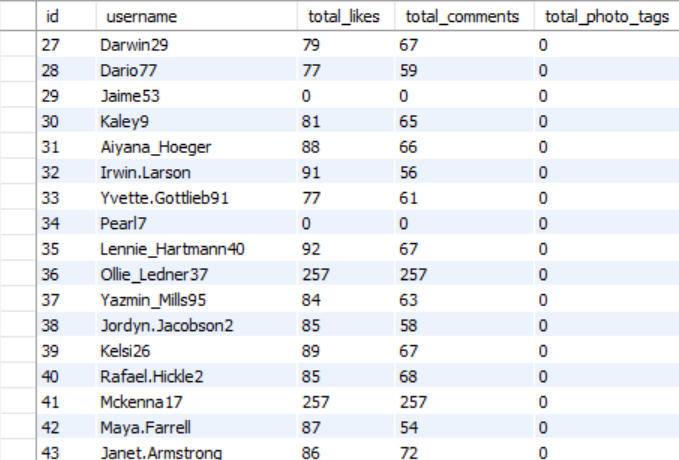 id username total_likes total_comments total_photo_tags
27 Darwin29 79 67 0
28 Dario77 77 59 0
29 Jaime53 0 0 0
30 Kaley9 81 65 0
31 Aiyana_Hoeger 88 66 0
32 Irwin.Larson 91 56 0
33 Yvette.Gottlieb91 77 61 0
34 Pearl7 0 0 0
35 Lennie_Hartmann40 92 67 0
36 Ollie_Ledner37 257 257 0
37 Yazmin_Mills95 84 63 0
38 Jordyn.Jacobson2 85 58 0
39 Kelsi26 89 67 0
40 Rafael.Hickle2 85 68 0
41 Mckenna17 257 257 0
42 Maya.Farrell 87 54 0
43 Janet.Armstrong 86 72 0